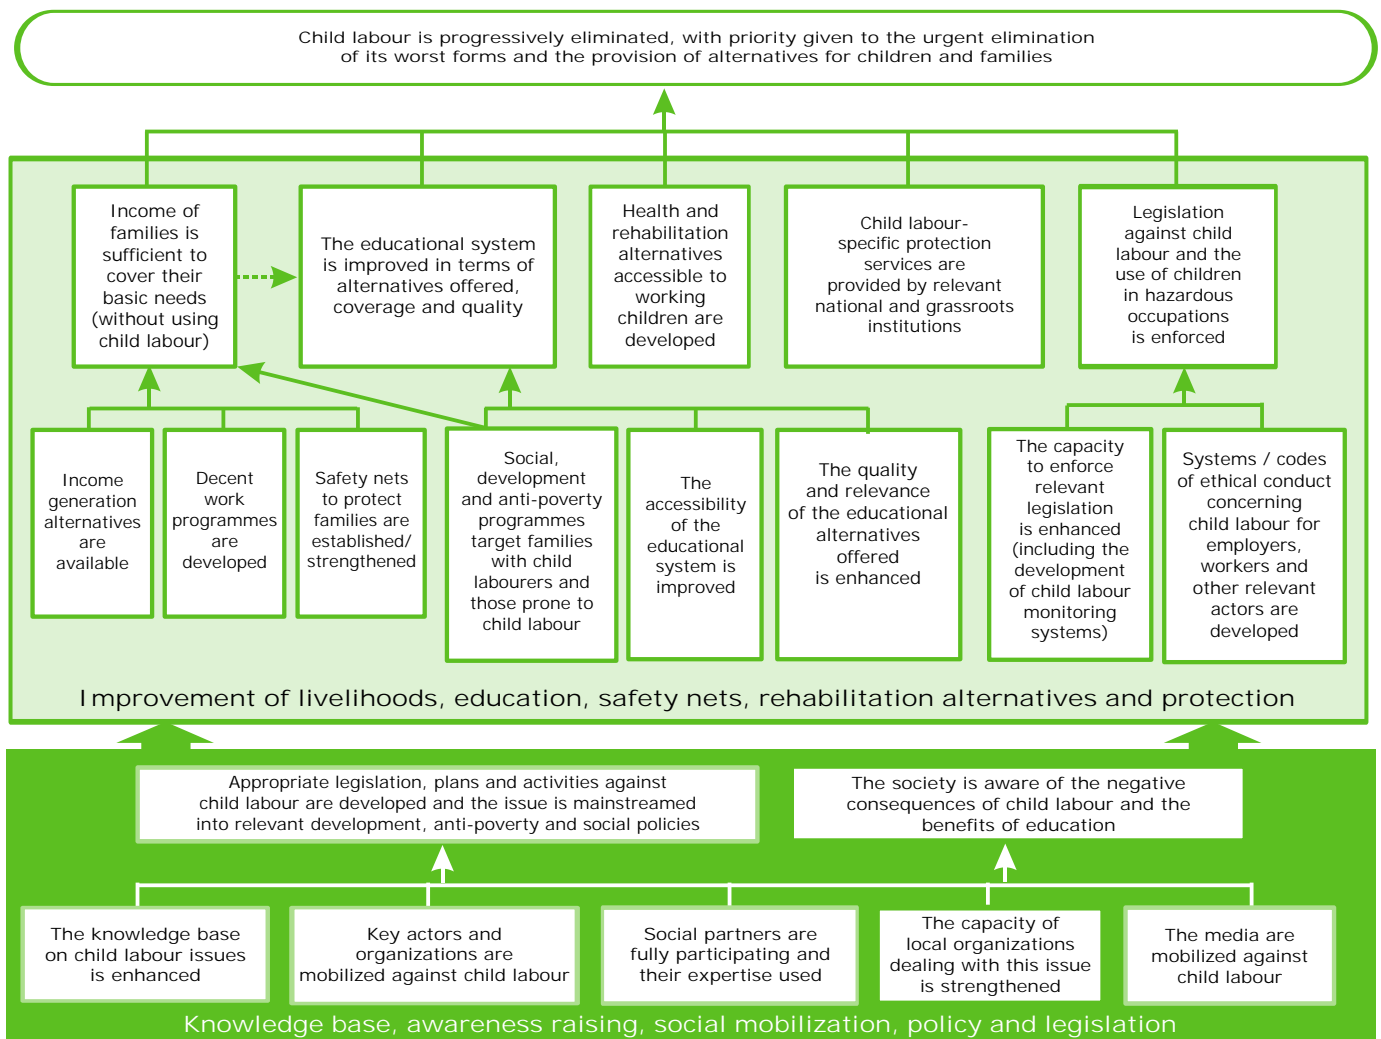 Child labour is progressively eliminated, with priority given to the urgent elimination
of its worst forms and the provision of alternatives for children and families
Income of
families is
sufficient to
cover their
basic needs
(without using
child labour)
The educational system
is improved in terms of
alternatives offered,
coverage and quality
Health and
rehabilitation
alternatives
accessible to
working
children are
developed
Child labour-
specific protection
services are
provided by relevant
national and grassroots
institutions
Legislation
against child
labour and the
use of children
in hazardous
occupations
is enforced
Income
generation
alternatives
are
available
Decent
work
programmes
are
developed
Safety nets
to protect
families are
established/
strengthened
Social,
development
and anti-poverty
programmes
target families
with child
labourers and
those prone to
child labour
The
accessibility
of the
educational
system is
improved
The quality
and relevance
of the educational
alternatives
offered
is enhanced
The capacity
to enforce
relevant
legislation
is enhanced
(including the
development
of child labour
monitoring
systems)
Systems / codes
of ethical conduct
concerning
child labour for
employers,
workers and
other relevant
actors are
developed
Improvement of livelihoods, education, safety nets, rehabilitation alternatives and protection
Appropriate legislation, plans and activities against
child labour are developed and the issue is mainstreamed
into relevant development, anti-poverty and social policies
The society is aware of the negative
consequences of child labour and the
benefits of education
The knowledge base
on child labour issues
is enhanced
Key actors and
organizations are
mobilized against child labour
Social partners are
fully participating and
their expertise used
The capacity of
local organizations
dealing with this issue
is strengthened
The media are
mobilized against
child labour
Knowledge base, awareness raising, social mobilization, policy and legislation